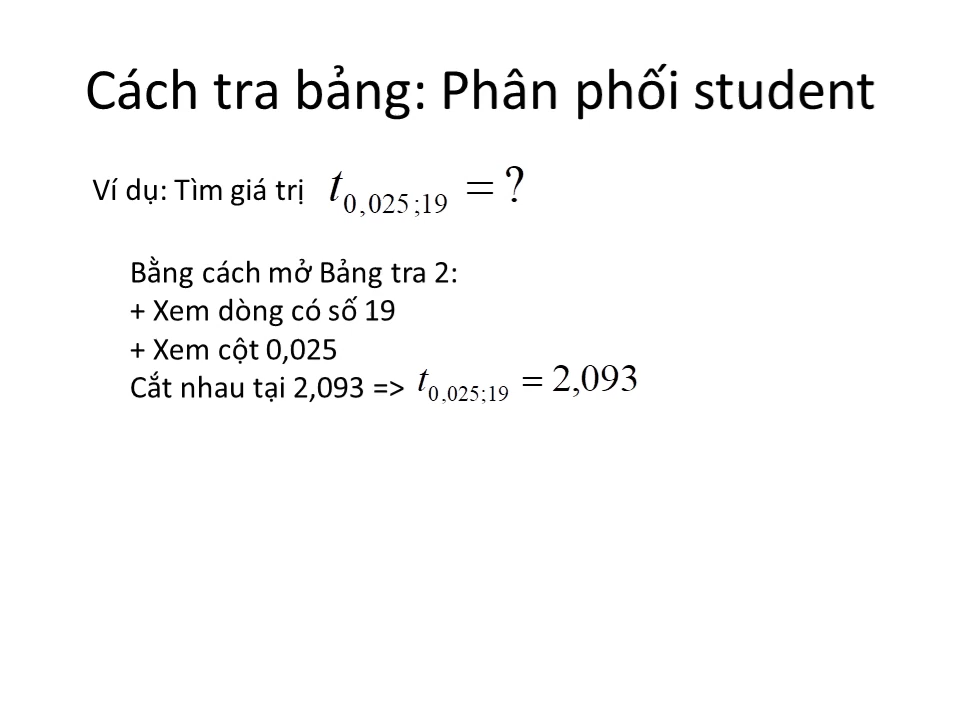 Cách tra bảng: Phân phối student
Ví dụ: Tìm giá trị t0,025;19 = ?
Bằng cách mở Bảng tra 2:
+ Xem dòng có số 19
+ Xem cột 0,025
Cắt nhau tại 2,093 => t0,025;19 = 2,093